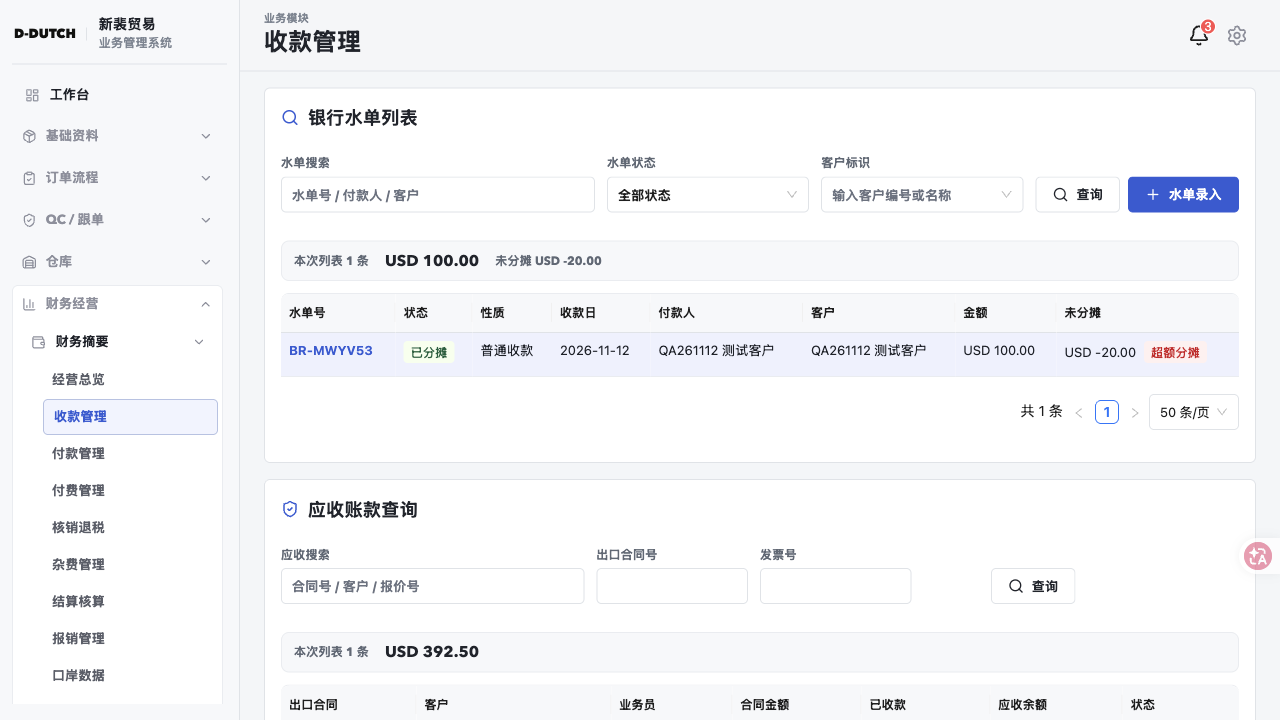 D-DUTCH
新裴贸易
业务管理系统
工作台
基础资料
订单流程
QC / 跟单
仓库
财务经营
财务摘要
经营总览
收款管理
付款管理
付费管理
核销退税
杂费管理
结算核算
报销管理
口岸数据
业务模块
收款管理
3
银行水单列表
水单搜索
水单状态
客户标识
水单号 / 付款人 / 客户
全部状态
输入客户编号或名称
查询
水单录入
本次列表 1 条 USD 100.00 未分摊 USD -20.00
水单号 状态 性质 收款日 付款人 客户 金额 未分摊
BR-MWYV53 已分摊 普通收款 2026-11-12 QA261112 测试客户 QA261112 测试客户 USD 100.00 USD -20.00 超额分摊
共 1 条 < 1 > 50 条/页
应收账款查询
应收搜索
出口合同号
发票号
合同号 / 客户 / 报价号
查询
本次列表 1 条 USD 392.50
出口合同 客户 业务员 合同金额 已收款 应收余额 状态